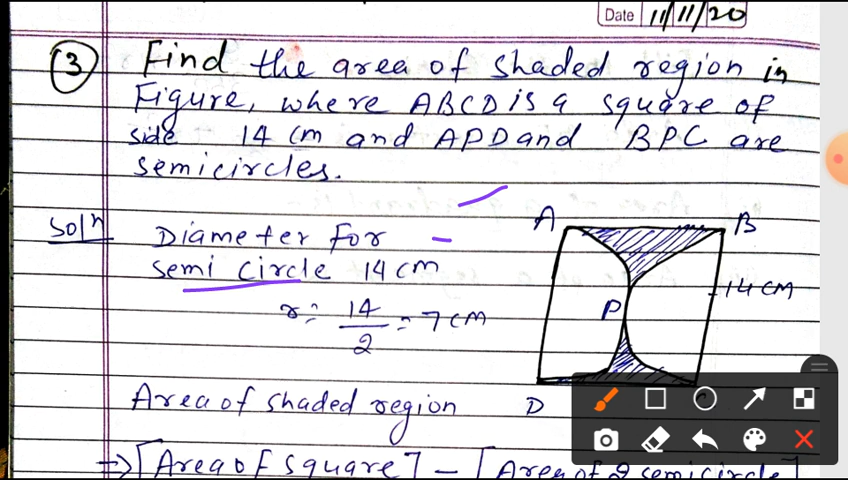 Date 11/11/20
3 Find the area of shaded region in
Figure, where ABCD is a square of
side 14 cm and APD and BPC are
semicircles.
Soln Diameter for
semi circle 14 cm
r = 14/2 = 7 cm
A B
P 14 cm
D
Area of shaded region
⇒ [Area of square] - [Area of 2 semicircle]